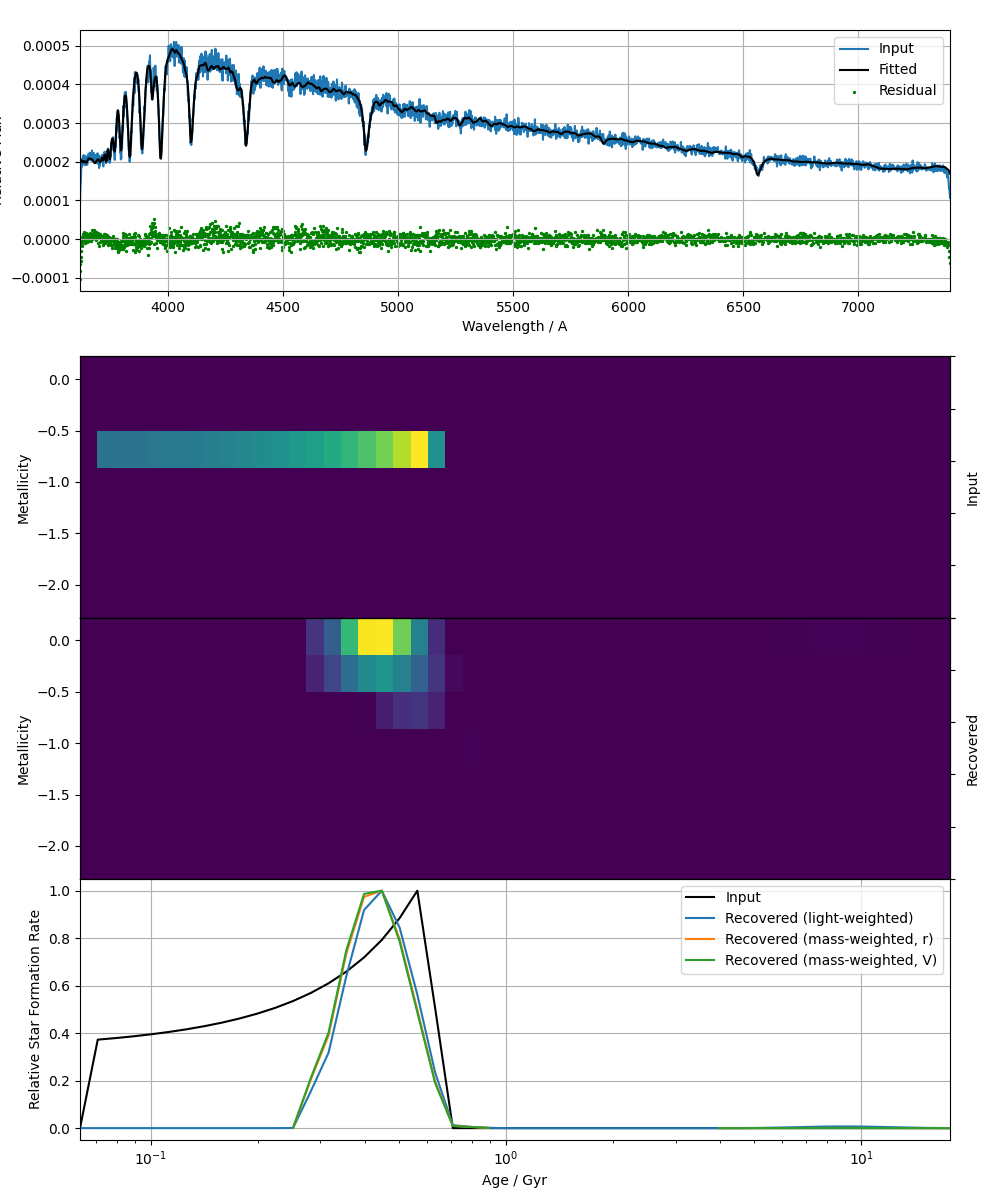 0.0005
0.0004
0.0003
0.0002
0.0001
0.0000
−0.0001
Input
Fitted
Residual
4000 4500 5000 5500 6000 6500 7000
Wavelength / A
0.0
−0.5
−1.0
−1.5
−2.0
Metallicity
Input
0.0
−0.5
−1.0
−1.5
−2.0
Metallicity
Recovered
1.0
0.8
0.6
0.4
0.2
0.0
Relative Star Formation Rate
Input
Recovered (light-weighted)
Recovered (mass-weighted, r)
Recovered (mass-weighted, V)
10⁻¹ 10⁰ 10¹
Age / Gyr